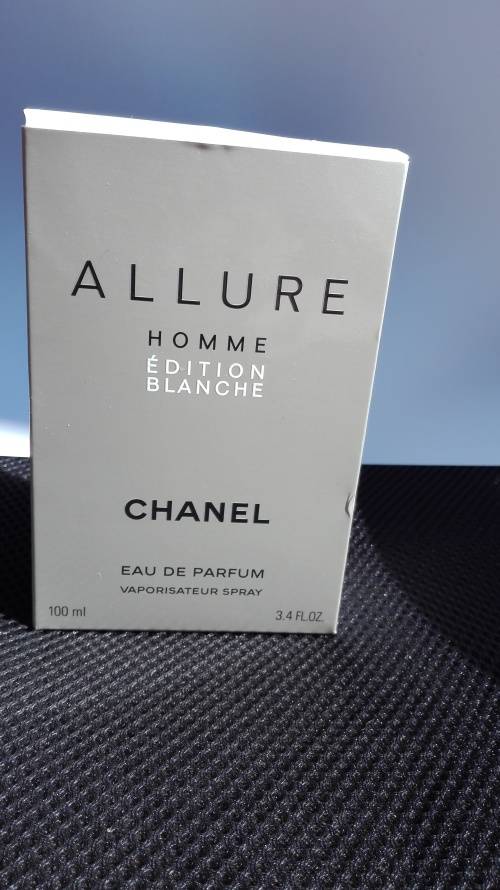 ALLURE
HOMME
ÉDITION
BLANCHE
CHANEL
EAU DE PARFUM
VAPORISATEUR SPRAY
100 ml 3.4 FL.OZ.